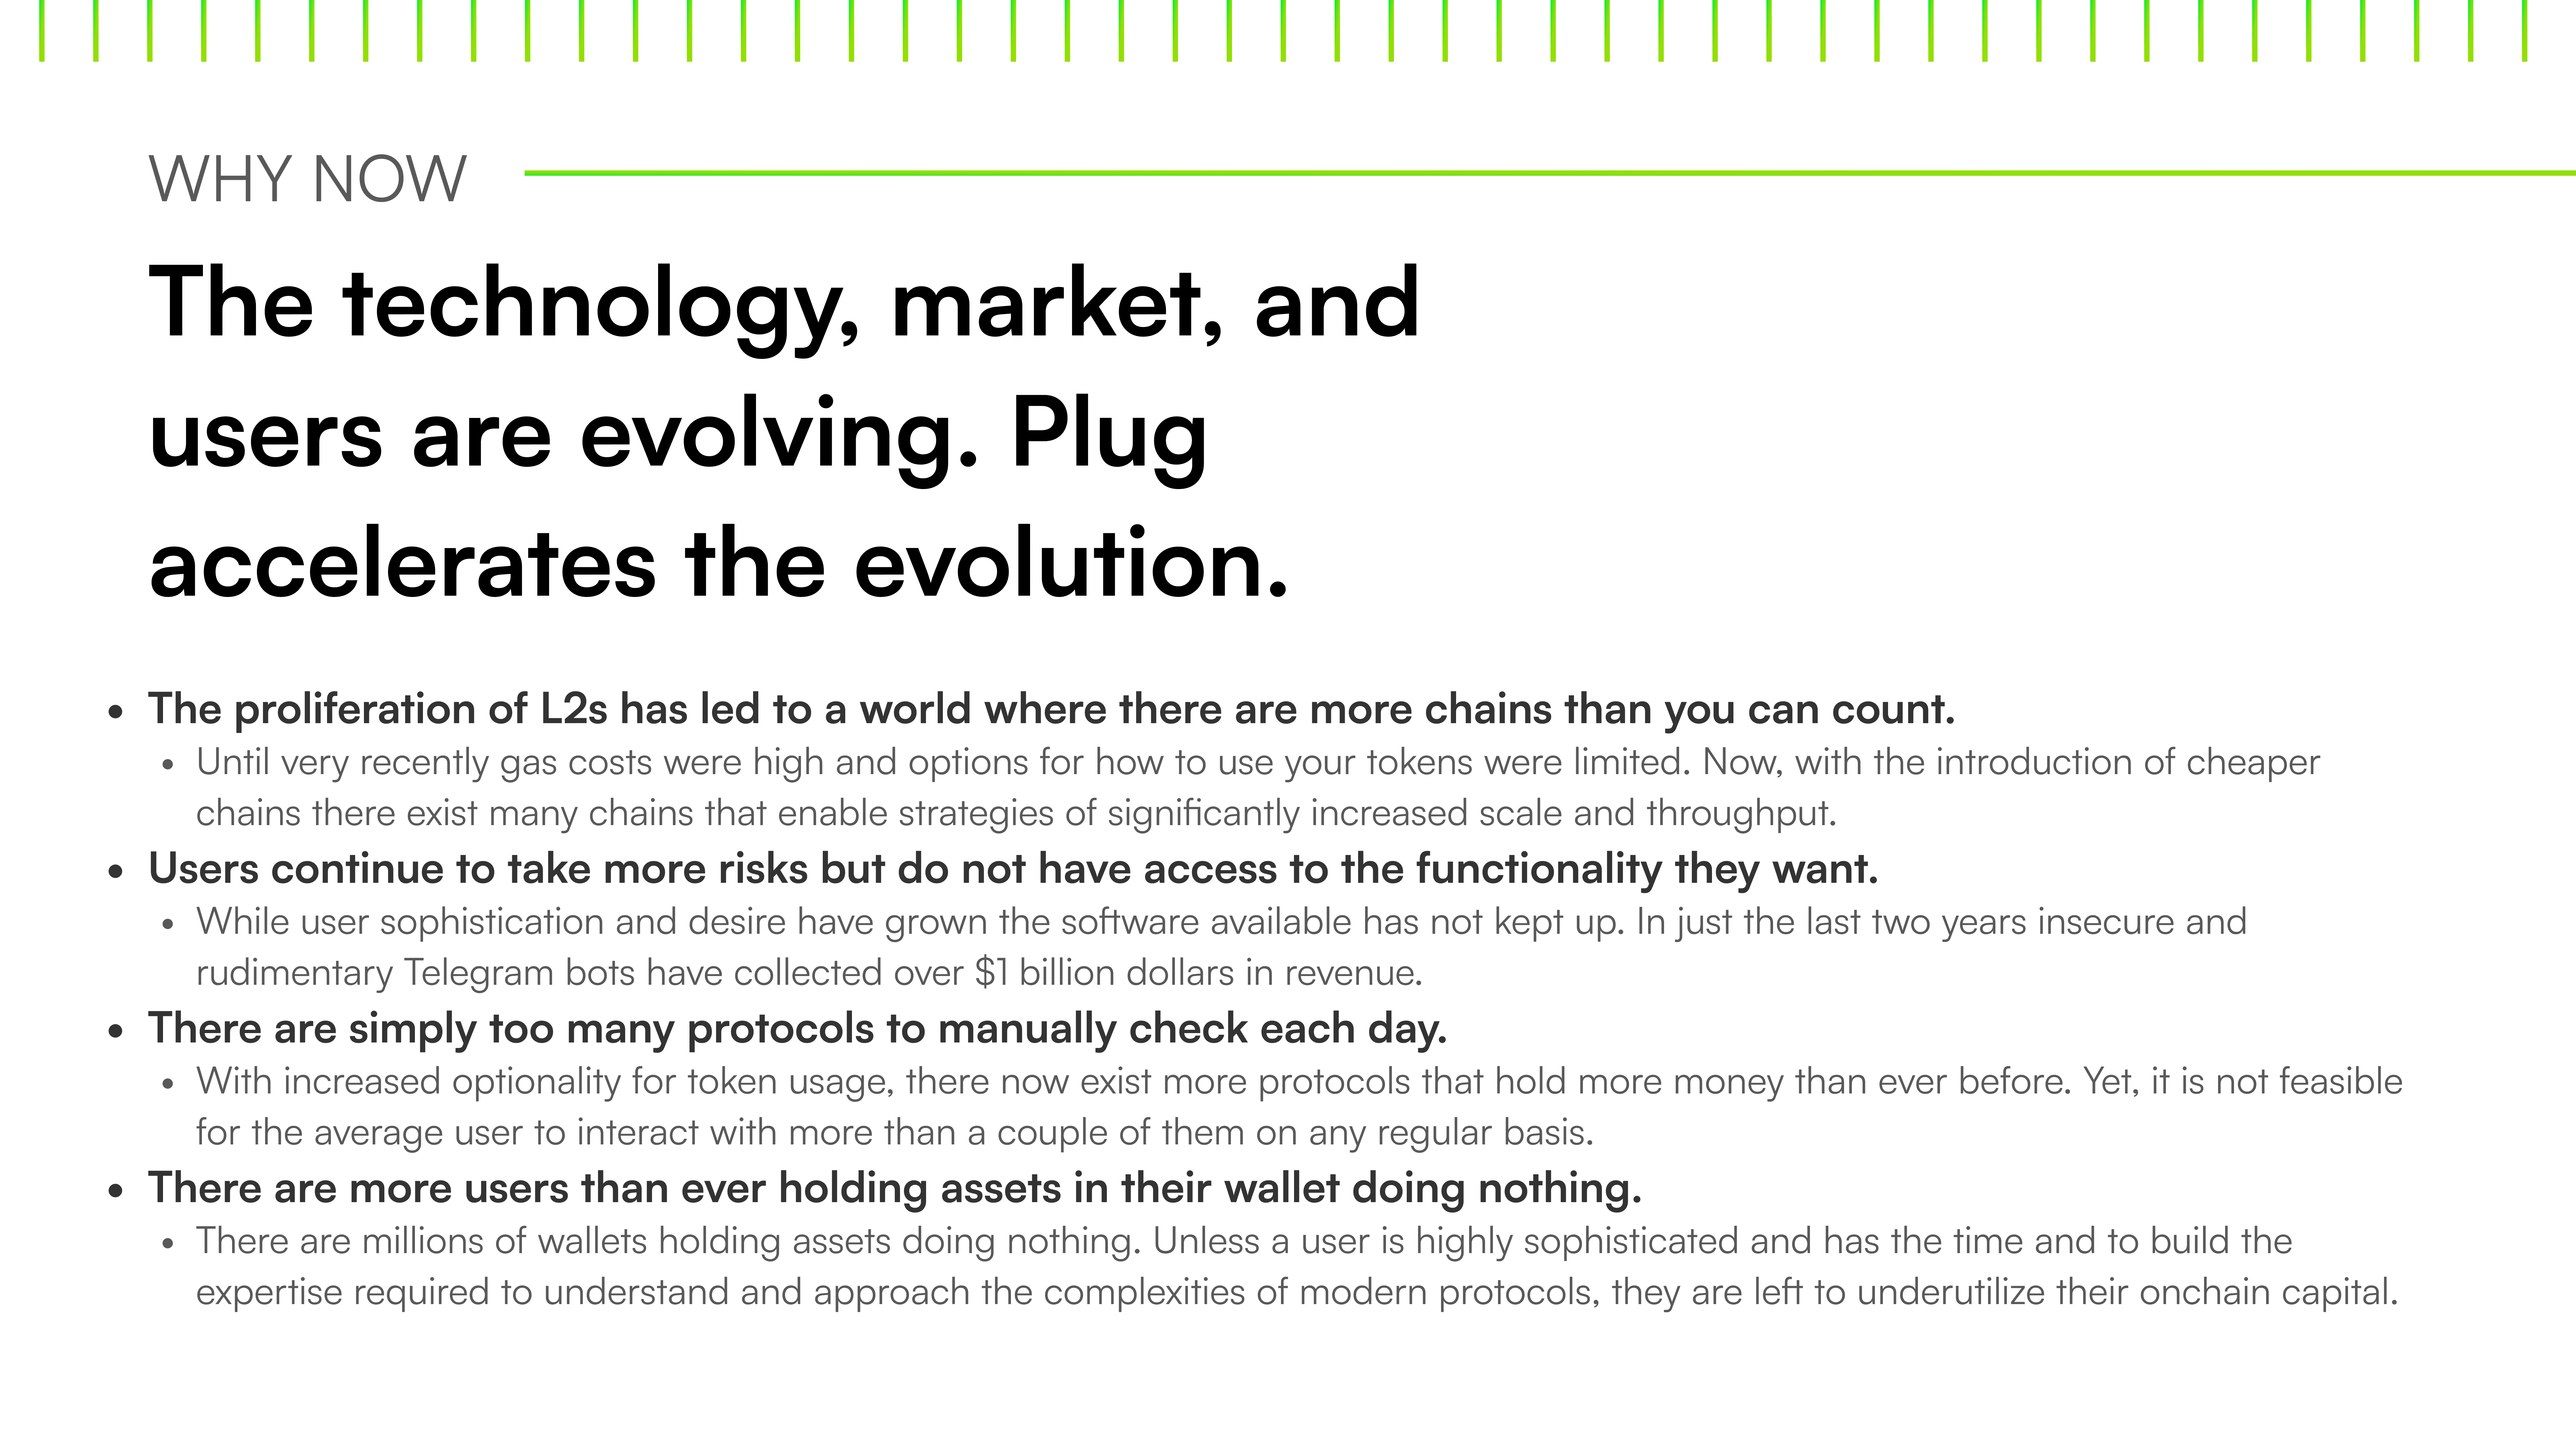 WHY NOW
The technology, market, and
users are evolving. Plug
accelerates the evolution.
• The proliferation of L2s has led to a world where there are more chains than you can count.
• Until very recently gas costs were high and options for how to use your tokens were limited. Now, with the introduction of cheaper
chains there exist many chains that enable strategies of significantly increased scale and throughput.
• Users continue to take more risks but do not have access to the functionality they want.
• While user sophistication and desire have grown the software available has not kept up. In just the last two years insecure and
rudimentary Telegram bots have collected over $1 billion dollars in revenue.
• There are simply too many protocols to manually check each day.
• With increased optionality for token usage, there now exist more protocols that hold more money than ever before. Yet, it is not feasible
for the average user to interact with more than a couple of them on any regular basis.
• There are more users than ever holding assets in their wallet doing nothing.
• There are millions of wallets holding assets doing nothing. Unless a user is highly sophisticated and has the time and to build the
expertise required to understand and approach the complexities of modern protocols, they are left to underutilize their onchain capital.